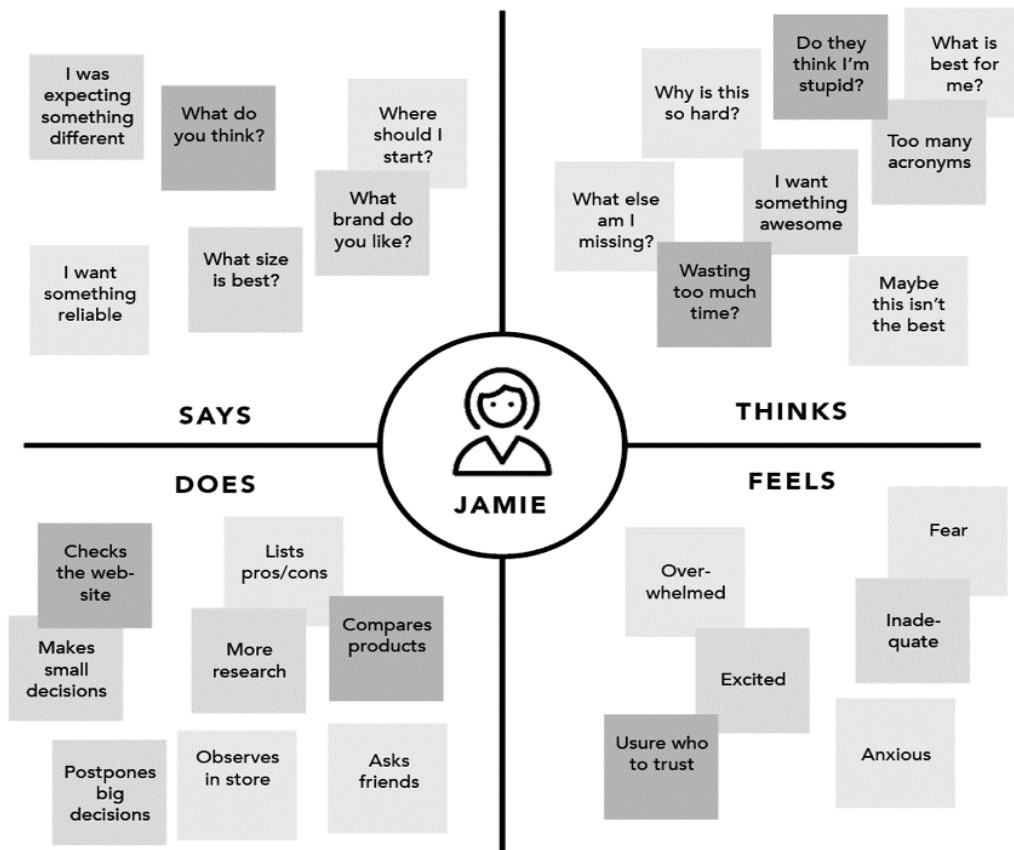 I was
expecting
something
different
What do
you think?
Where
should I
start?
What
brand do
you like?
I want
something
reliable
What size
is best?
SAYS
Why is this
so hard?
Do they
think I'm
stupid?
What is
best for
me?
Too many
acronyms
What else
am I
missing?
I want
something
awesome
Wasting
too much
time?
Maybe
this isn't
the best
THINKS
JAMIE
DOES
Checks
the web-
site
Lists
pros/cons
Makes
small
decisions
More
research
Compares
products
Postpones
big
decisions
Observes
in store
Asks
friends
FEELS
Over-
whelmed
Fear
Inade-
quate
Excited
Usure who
to trust
Anxious